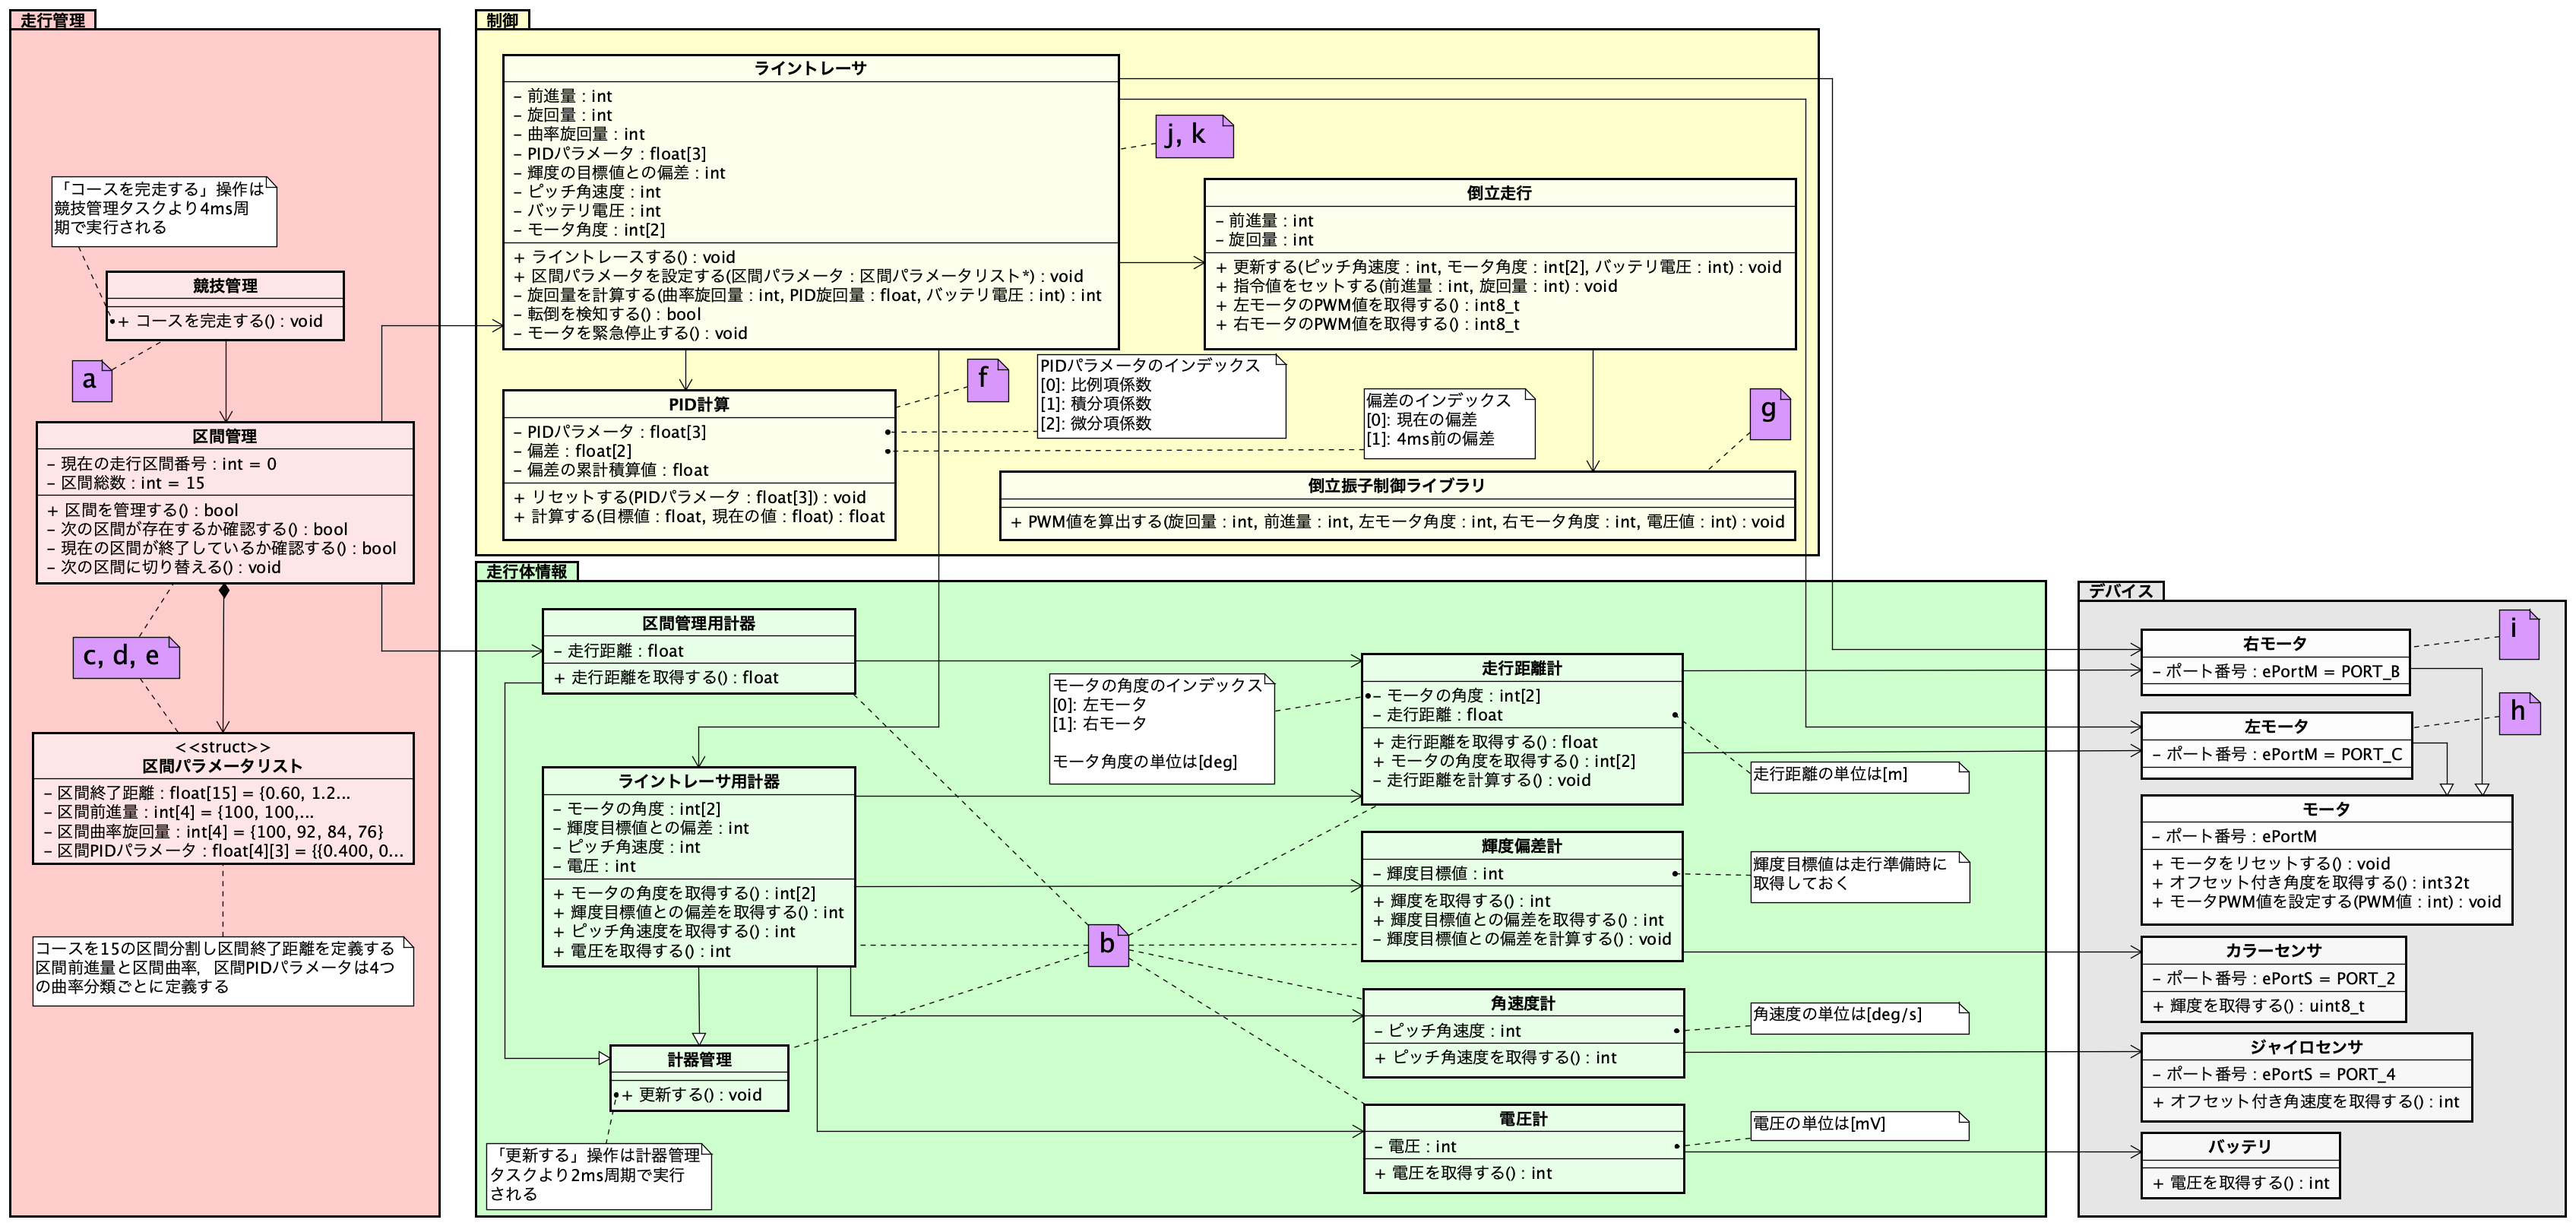 走行管理
「コースを完走する」操作は
競技管理タスクより4ms周
期で実行される
競技管理
+ コースを完走する() : void
a
区間管理
– 現在の走行区間番号 : int = 0
– 区間総数 : int = 15
+ 区間を管理する() : bool
– 次の区間が存在するか確認する() : bool
– 現在の区間が終了しているか確認する() : bool
– 次の区間に切り替える() : void
c, d, e
<<struct>>
区間パラメータリスト
– 区間終了距離 : float[15] = {0.60, 1.2...
– 区間前進量 : int[4] = {100, 100,...
– 区間曲率旋回量 : int[4] = {100, 92, 84, 76}
– 区間PIDパラメータ : float[4][3] = {{0.400, 0...
コースを15の区間分割し区間終了距離を定義する
区間前進量と区間曲率，区間PIDパラメータは4つ
の曲率分類ごとに定義する
制御
ライントレーサ
– 前進量 : int
– 旋回量 : int
– 曲率旋回量 : int
– PIDパラメータ : float[3]
– 輝度の目標値との偏差 : int
– ピッチ角速度 : int
– バッテリ電圧 : int
– モータ角度 : int[2]
+ ライントレースする() : void
+ 区間パラメータを設定する(区間パラメータ : 区間パラメータリスト*) : void
– 旋回量を計算する(曲率旋回量 : int, PID旋回量 : float, バッテリ電圧 : int) : int
– 転倒を検知する() : bool
– モータを緊急停止する() : void
j, k
倒立走行
– 前進量 : int
– 旋回量 : int
+ 更新する(ピッチ角速度 : int, モータ角度 : int[2], バッテリ電圧 : int) : void
+ 指令値をセットする(前進量 : int, 旋回量 : int) : void
+ 左モータのPWM値を取得する() : int8_t
+ 右モータのPWM値を取得する() : int8_t
PID計算
– PIDパラメータ : float[3]
– 偏差 : float[2]
– 偏差の累計積算値 : float
+ リセットする(PIDパラメータ : float[3]) : void
+ 計算する(目標値 : float, 現在の値 : float) : float
f
PIDパラメータのインデックス
[0]: 比例項係数
[1]: 積分項係数
[2]: 微分項係数
偏差のインデックス
[0]: 現在の偏差
[1]: 4ms前の偏差
g
倒立振子制御ライブラリ
+ PWM値を算出する(旋回量 : int, 前進量 : int, 左モータ角度 : int, 右モータ角度 : int, 電圧値 : int) : void
走行体情報
区間管理用計器
– 走行距離 : float
+ 走行距離を取得する() : float
ライントレーサ用計器
– モータの角度 : int[2]
– 輝度目標値との偏差 : int
– ピッチ角速度 : int
– 電圧 : int
+ モータの角度を取得する() : int[2]
+ 輝度目標値との偏差を取得する() : int
+ ピッチ角速度を取得する() : int
+ 電圧を取得する() : int
計器管理
+ 更新する() : void
「更新する」操作は計器管理
タスクより2ms周期で実行
される
モータの角度のインデックス
[0]: 左モータ
[1]: 右モータ
モータ角度の単位は[deg]
b
走行距離計
– モータの角度 : int[2]
– 走行距離 : float
+ 走行距離を取得する() : float
+ モータの角度を取得する() : int[2]
– 走行距離を計算する() : void
走行距離の単位は[m]
輝度偏差計
– 輝度目標値 : int
+ 輝度を取得する() : int
+ 輝度目標値との偏差を取得する() : int
– 輝度目標値との偏差を計算する() : void
輝度目標値は走行準備時に
取得しておく
角速度計
– ピッチ角速度 : int
+ ピッチ角速度を取得する() : int
角速度の単位は[deg/s]
電圧計
– 電圧 : int
+ 電圧を取得する() : int
電圧の単位は[mV]
デバイス
右モータ
– ポート番号 : ePortM = PORT_B
i
左モータ
– ポート番号 : ePortM = PORT_C
h
モータ
– ポート番号 : ePortM
+ モータをリセットする() : void
+ オフセット付き角度を取得する() : int32t
+ モータPWM値を設定する(PWM値 : int) : void
カラーセンサ
– ポート番号 : ePortS = PORT_2
+ 輝度を取得する() : uint8_t
ジャイロセンサ
– ポート番号 : ePortS = PORT_4
+ オフセット付き角速度を取得する() : int
バッテリ
+ 電圧を取得する() : int